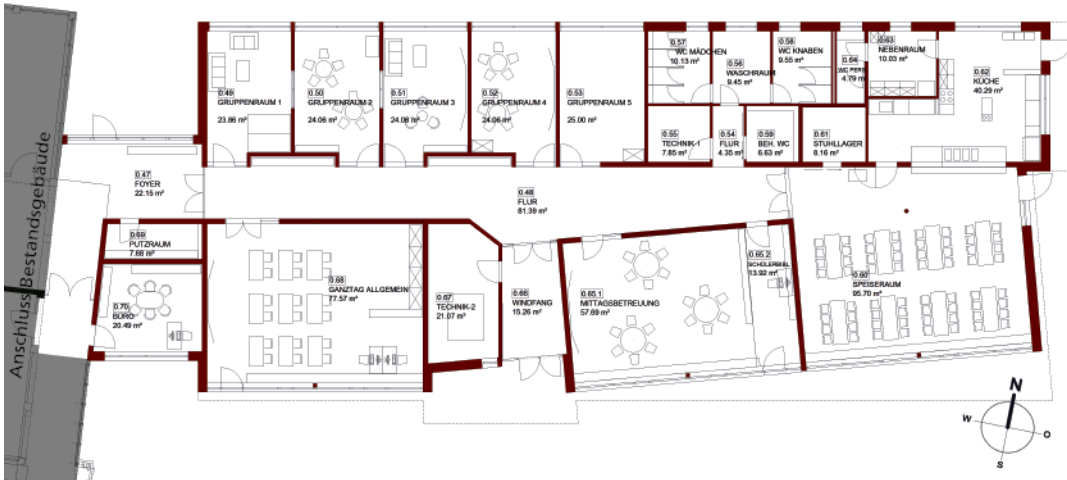 0.49
GRUPPENRAUM 1
23.86 m²
0.50
GRUPPENRAUM 2
24.06 m²
0.51
GRUPPENRAUM 3
24.06 m²
0.52
GRUPPENRAUM 4
24.06 m²
0.53
GRUPPENRAUM 5
25.00 m²
0.57
WC MÄDCHEN
10.13 m²
0.56
WASCHRAUM
9.45 m²
0.58
WC KNABEN
9.55 m²
0.64
WC PERS
4.79 m²
0.63
NEBENRAUM
10.03 m²
0.62
KÜCHE
40.29 m²
0.55
TECHNIK-1
7.85 m²
0.54
FLUR
4.35 m²
0.59
BEH. WC
6.63 m²
0.61
STUHLLAGER
8.16 m²
0.47
FOYER
22.15 m²
0.48
FLUR
81.39 m²
0.69
PUTZRAUM
7.68 m²
0.70
BÜRO
20.49 m²
0.68
GANZTAG ALLGEMEIN
77.57 m²
0.67
TECHNIK-2
21.07 m²
0.66
WINDFANG
15.26 m²
0.65.1
MITTAGSBETREUUNG
57.69 m²
0.65.2
13.92 m²
0.60
SPEISERAUM
95.70 m²
Anschluss Bestandsgebäude
N
W
O
S